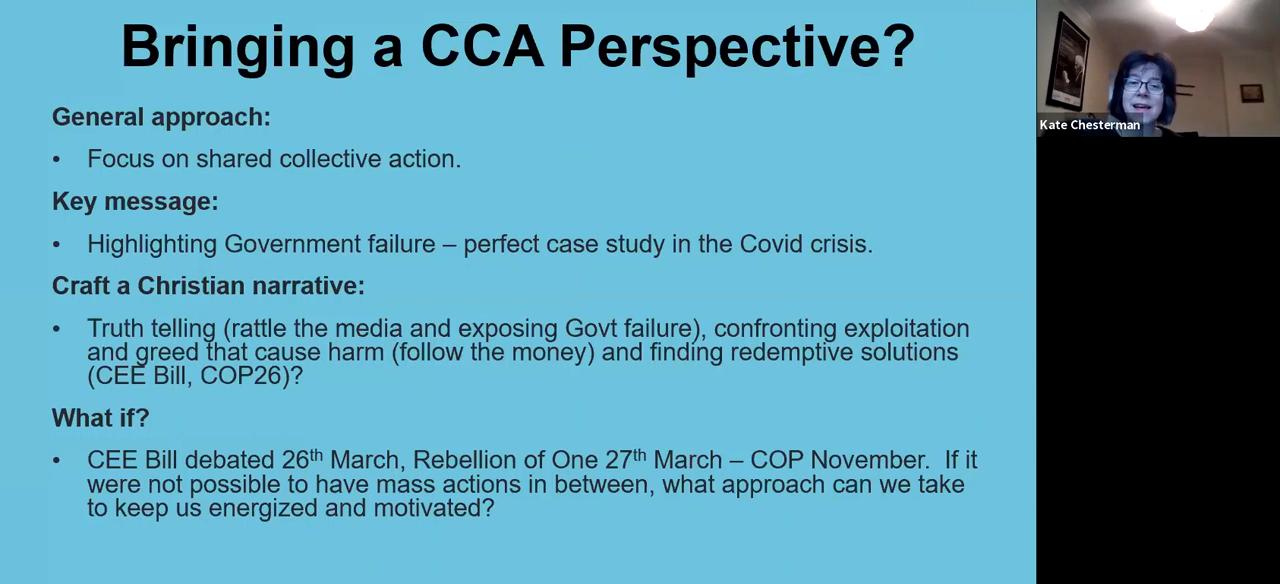 Bringing a CCA Perspective?
General approach:
• Focus on shared collective action.
Key message:
• Highlighting Government failure – perfect case study in the Covid crisis.
Craft a Christian narrative:
• Truth telling (rattle the media and exposing Govt failure), confronting exploitation
and greed that cause harm (follow the money) and finding redemptive solutions
(CEE Bill, COP26)?
What if?
• CEE Bill debated 26th March, Rebellion of One 27th March – COP November. If it
were not possible to have mass actions in between, what approach can we take
to keep us energized and motivated?
Kate Chesterman